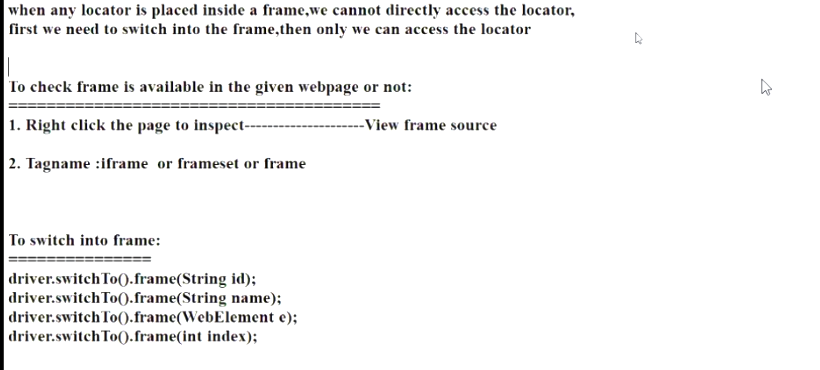 when any locator is placed inside a frame,we cannot directly access the locator,
first we need to switch into the frame,then only we can access the locator
To check frame is available in the given webpage or not:
=======================================
1. Right click the page to inspect---------------------View frame source
2. Tagname :iframe  or frameset or frame
To switch into frame:
===============
driver.switchTo().frame(String id);
driver.switchTo().frame(String name);
driver.switchTo().frame(WebElement e);
driver.switchTo().frame(int index);